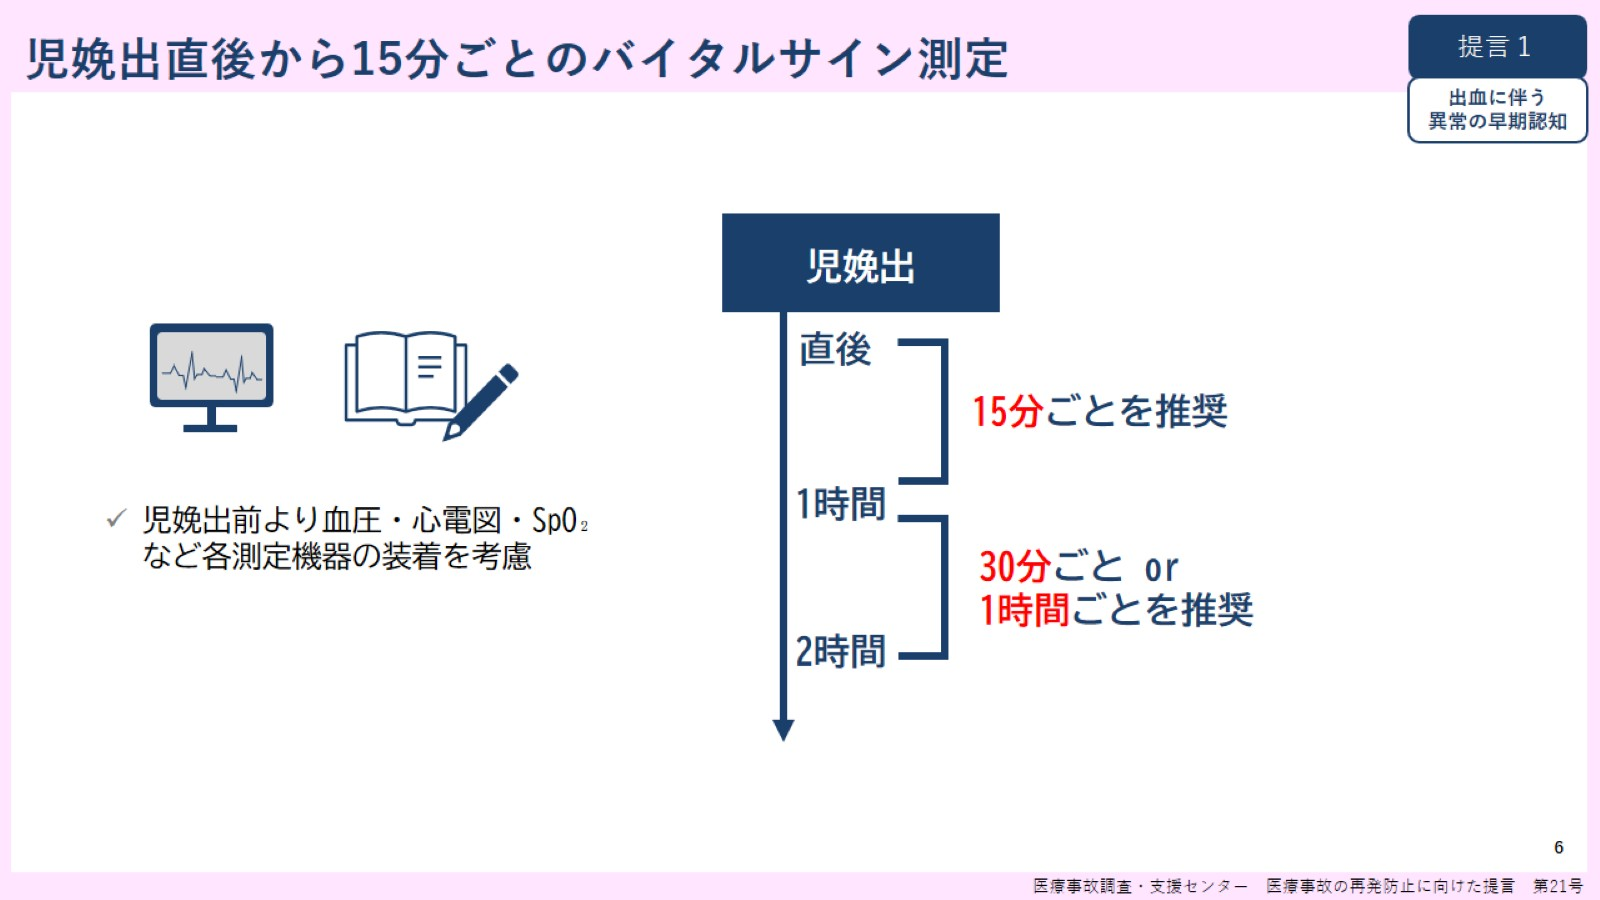 児娩出直後から15分ごとのバイタルサイン測定
提言1
出血に伴う
異常の早期認知
児娩出
直後
15分ごとを推奨
1時間
30分ごと or
1時間ごとを推奨
2時間
✓ 児娩出前より血圧・心電図・SpO₂
など各測定機器の装着を考慮
6
医療事故調査・支援センター 医療事故の再発防止に向けた提言 第21号